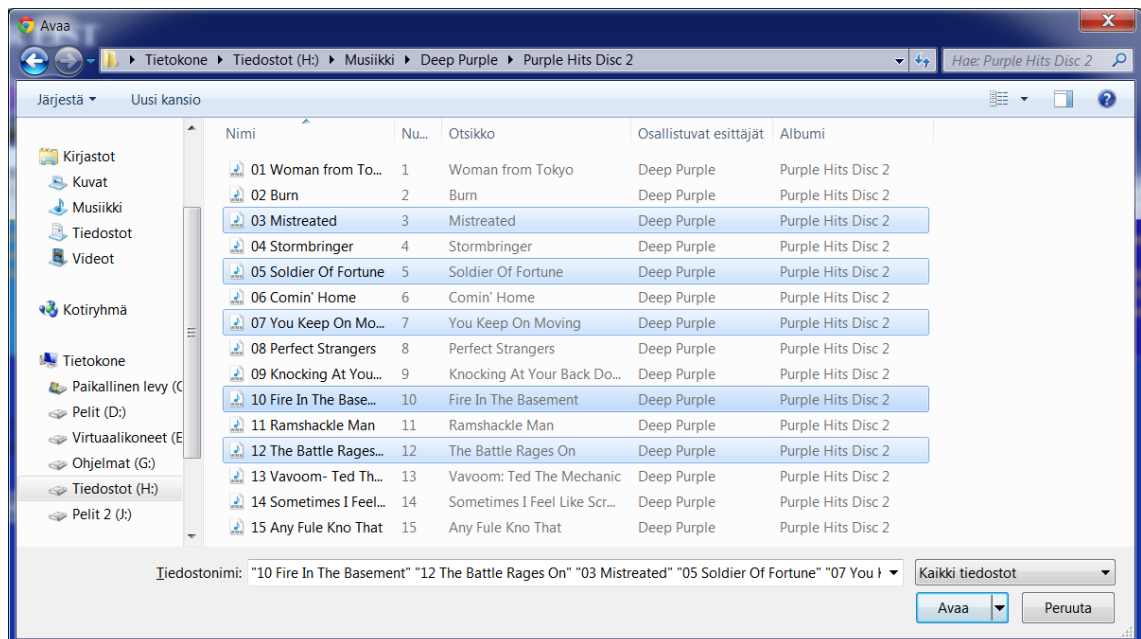 Avaa
Tietokone Tiedostot (H:) Musiikki Deep Purple Purple Hits Disc 2 Hae: Purple Hits Disc 2
Järjestä Uusi kansio
Kirjastot
Kuvat
Musiikki
Tiedostot
Videot
Kotiryhmä
Tietokone
Paikallinen levy (C
Pelit (D:)
Virtuaalikoneet (E
Ohjelmat (G:)
Tiedostot (H:)
Pelit 2 (J:)
Nimi Nu... Otsikko Osallistuvat esittäjät Albumi
01 Woman from To... 1 Woman from Tokyo Deep Purple Purple Hits Disc 2
02 Burn 2 Burn Deep Purple Purple Hits Disc 2
03 Mistreated 3 Mistreated Deep Purple Purple Hits Disc 2
04 Stormbringer 4 Stormbringer Deep Purple Purple Hits Disc 2
05 Soldier Of Fortune 5 Soldier Of Fortune Deep Purple Purple Hits Disc 2
06 Comin' Home 6 Comin' Home Deep Purple Purple Hits Disc 2
07 You Keep On Mo... 7 You Keep On Moving Deep Purple Purple Hits Disc 2
08 Perfect Strangers 8 Perfect Strangers Deep Purple Purple Hits Disc 2
09 Knocking At You... 9 Knocking At Your Back Do... Deep Purple Purple Hits Disc 2
10 Fire In The Base... 10 Fire In The Basement Deep Purple Purple Hits Disc 2
11 Ramshackle Man 11 Ramshackle Man Deep Purple Purple Hits Disc 2
12 The Battle Rages... 12 The Battle Rages On Deep Purple Purple Hits Disc 2
13 Vavoom- Ted Th... 13 Vavoom: Ted The Mechanic Deep Purple Purple Hits Disc 2
14 Sometimes I Feel... 14 Sometimes I Feel Like Scr... Deep Purple Purple Hits Disc 2
15 Any Fule Kno That 15 Any Fule Kno That Deep Purple Purple Hits Disc 2
Tiedostonimi: "10 Fire In The Basement" "12 The Battle Rages On" "03 Mistreated" "05 Soldier Of Fortune" "07 You Kaikki tiedostot
Avaa Peruuta